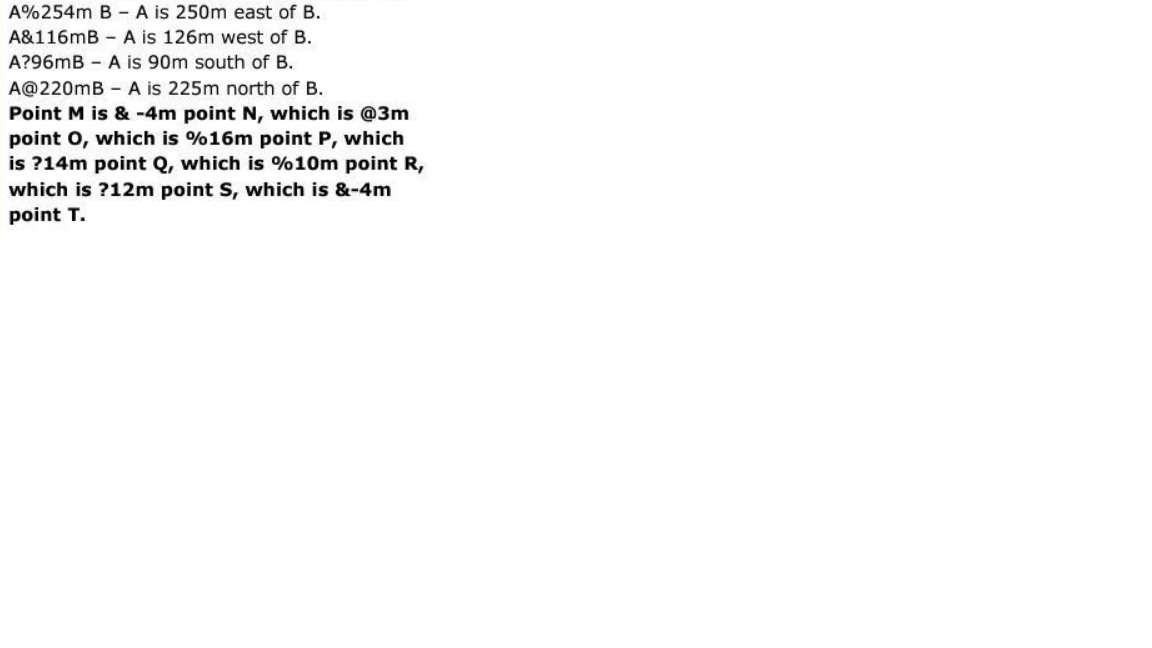 A%254m B – A is 250m east of B.
A&116mB – A is 126m west of B.
A?96mB – A is 90m south of B.
A@220mB – A is 225m north of B.
Point M is & -4m point N, which is @3m
point O, which is %16m point P, which
is ?14m point Q, which is %10m point R,
which is ?12m point S, which is &-4m
point T.